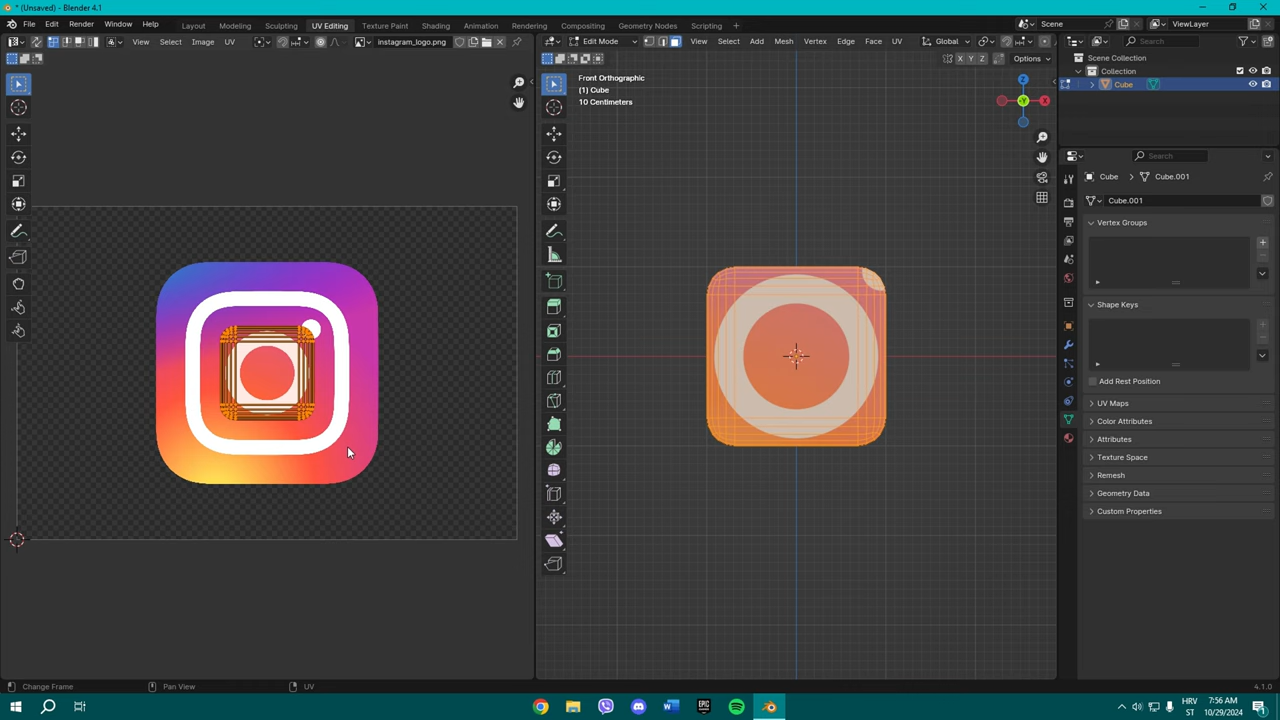 * (Unsaved) - Blender 4.1
File Edit Render Window Help
Layout Modeling Sculpting UV Editing Texture Paint Shading Animation Rendering Compositing Geometry Nodes Scripting +
Scene ViewLayer
View Select Image UV instagram_logo.png
Edit Mode View Select Add Mesh Vertex Edge Face UV Global
Search
X Y Z Options
Front Orthographic
(1) Cube
10 Centimeters
Scene Collection
Collection
Cube
Search
Cube Cube.001
Cube.001
Vertex Groups
Shape Keys
Add Rest Position
UV Maps
Color Attributes
Attributes
Texture Space
Remesh
Geometry Data
Custom Properties
Z
-Y
X
Change Frame Pan View UV 4.1.0
HRV
ST
7:56 AM
10/29/2024